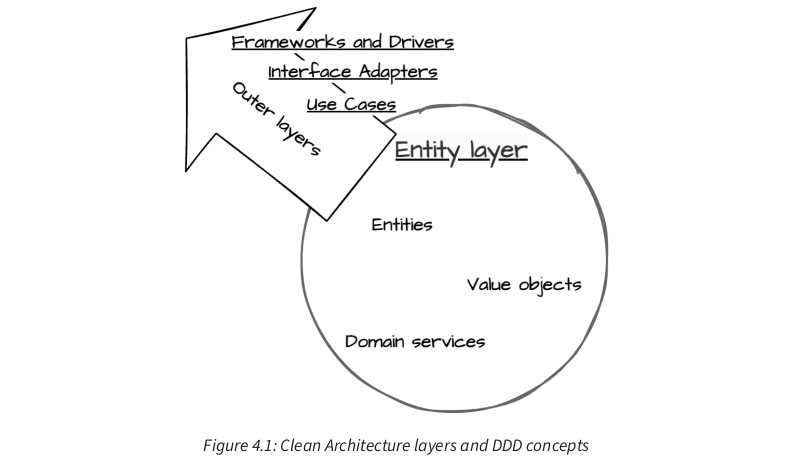 Frameworks and Drivers
Interface Adapters
Use Cases
Outer layers
Entity layer
Entities
Value objects
Domain services
Figure 4.1: Clean Architecture layers and DDD concepts